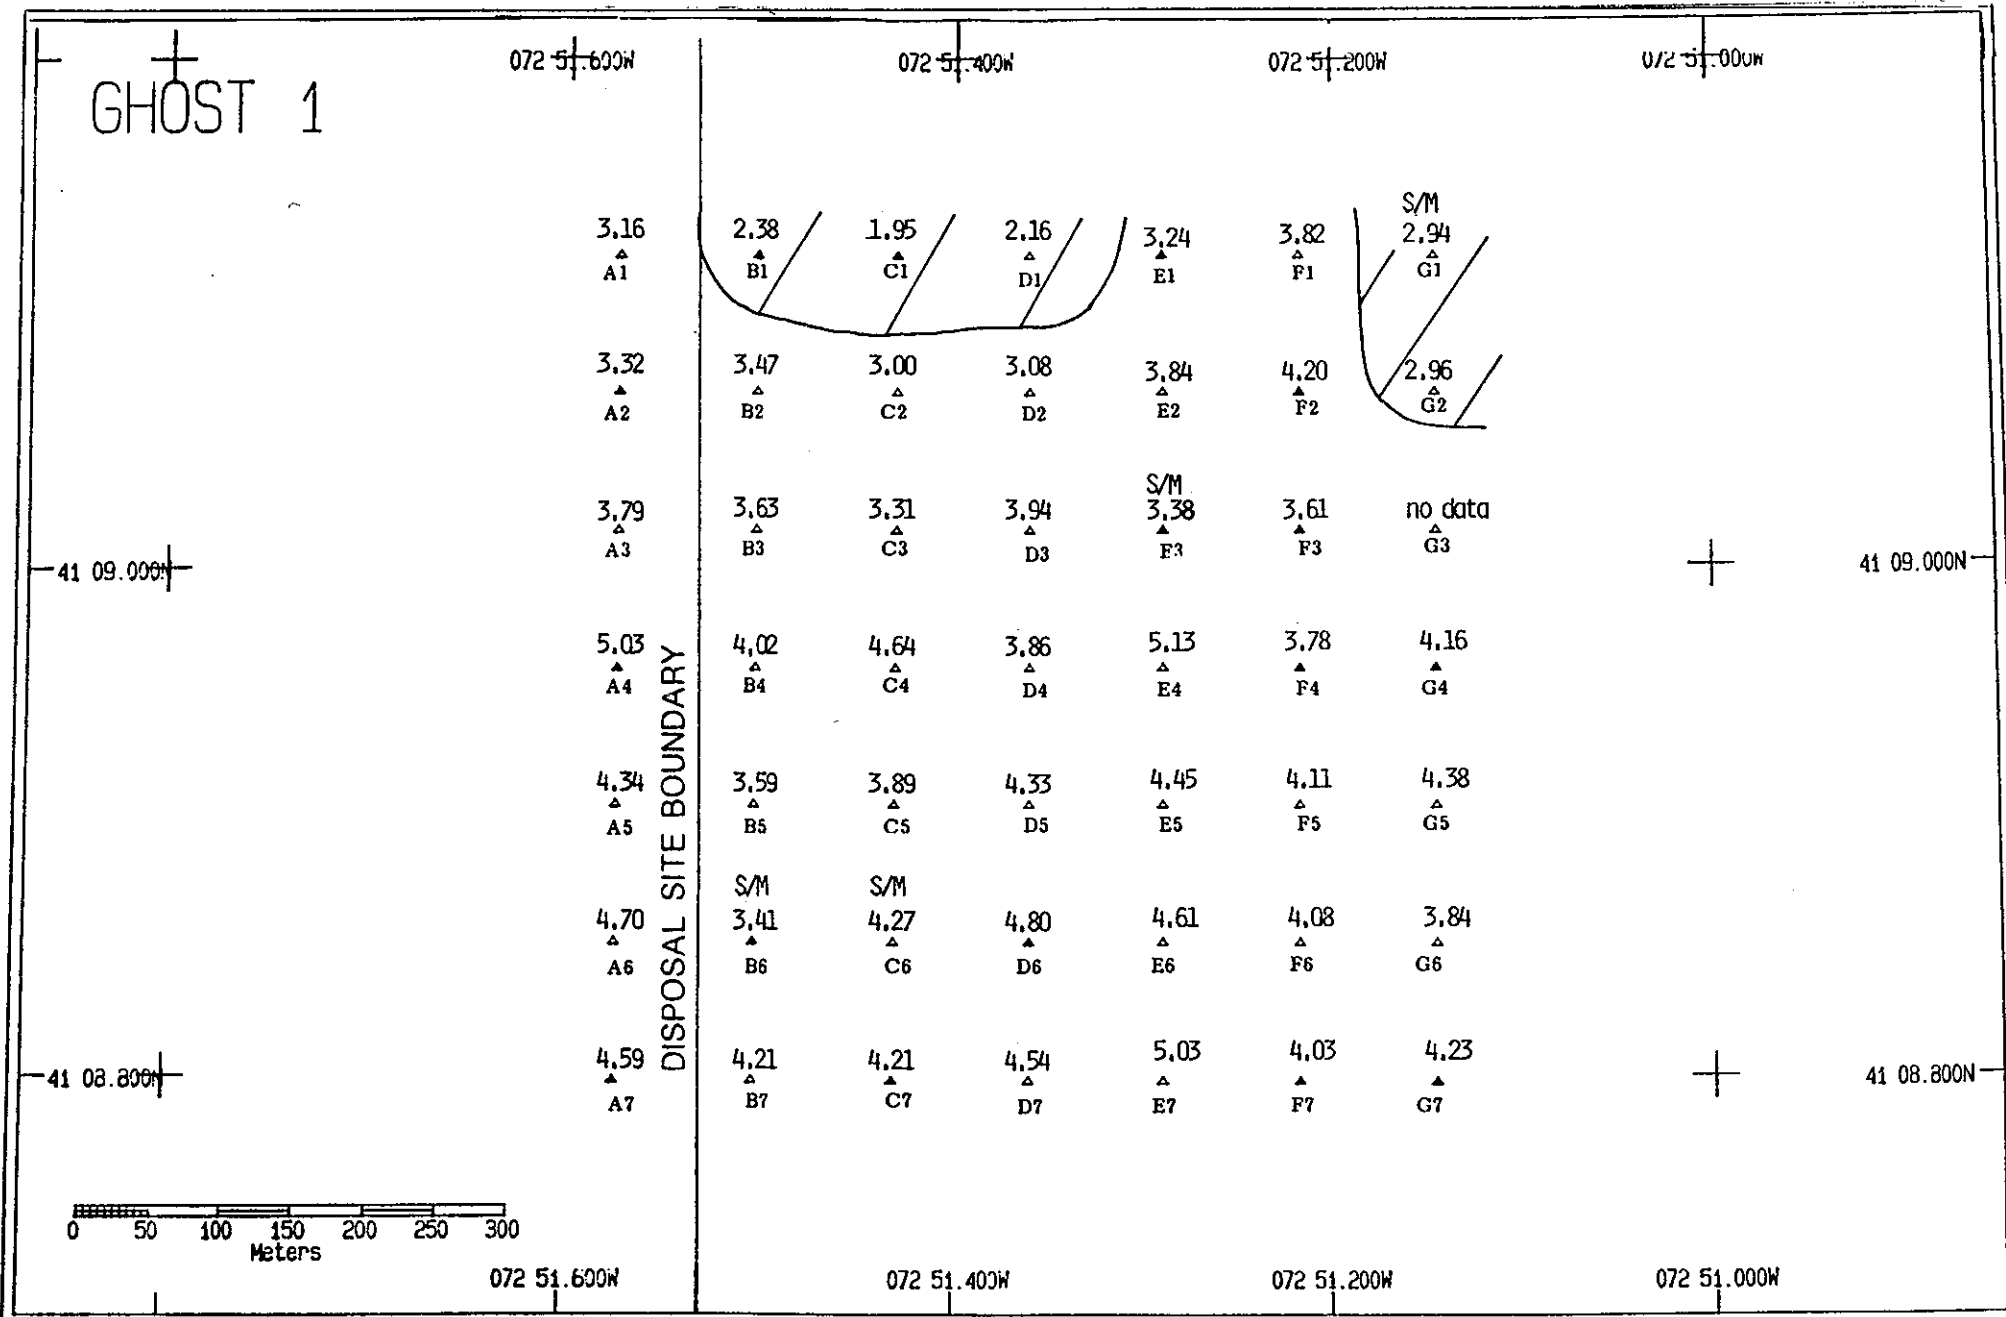 072 51.600W 072 51.400W 072 51.200W 072 51.000W
GHOST 1
S/M
3.16 2.38 1.95 2.16 3.24 3.82 2.94
A1 B1 C1 D1 E1 F1 G1
3.32 3.47 3.00 3.08 3.84 4.20 2.96
A2 B2 C2 D2 E2 F2 G2
S/M
3.79 3.63 3.31 3.94 3.38 3.61 no data
A3 B3 C3 D3 E3 F3 G3
41 09.000N 41 09.000N
5.03 4.02 4.64 3.86 5.13 3.78 4.16
A4 B4 C4 D4 E4 F4 G4
DISPOSAL SITE BOUNDARY
4.34 3.59 3.89 4.33 4.45 4.11 4.38
A5 B5 C5 D5 E5 F5 G5
S/M S/M
4.70 3.41 4.27 4.80 4.61 4.08 3.84
A6 B6 C6 D6 E6 F6 G6
4.59 4.21 4.21 4.54 5.03 4.03 4.23
41 08.800N 41 08.800N
A7 B7 C7 D7 E7 F7 G7
0 50 100 150 200 250 300
Meters
072 51.600W 072 51.400W 072 51.200W 072 51.000W